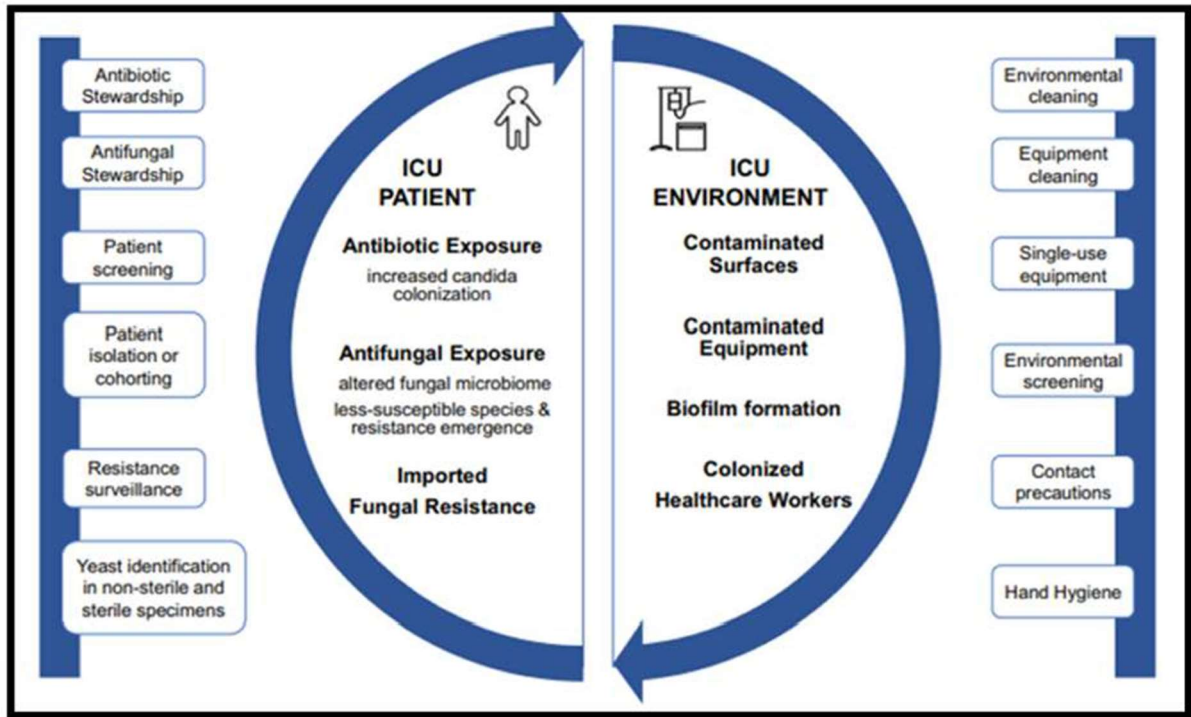 Antibiotic
Stewardship
Antifungal
Stewardship
Patient
screening
Patient
isolation or
cohorting
Resistance
surveillance
Yeast identification
in non-sterile and
sterile specimens
ICU
PATIENT
Antibiotic Exposure
increased candida
colonization
Antifungal Exposure
altered fungal microbiome
less-susceptible species &
resistance emergence
Imported
Fungal Resistance
ICU
ENVIRONMENT
Contaminated
Surfaces
Contaminated
Equipment
Biofilm formation
Colonized
Healthcare Workers
Environmental
cleaning
Equipment
cleaning
Single-use
equipment
Environmental
screening
Contact
precautions
Hand Hygiene